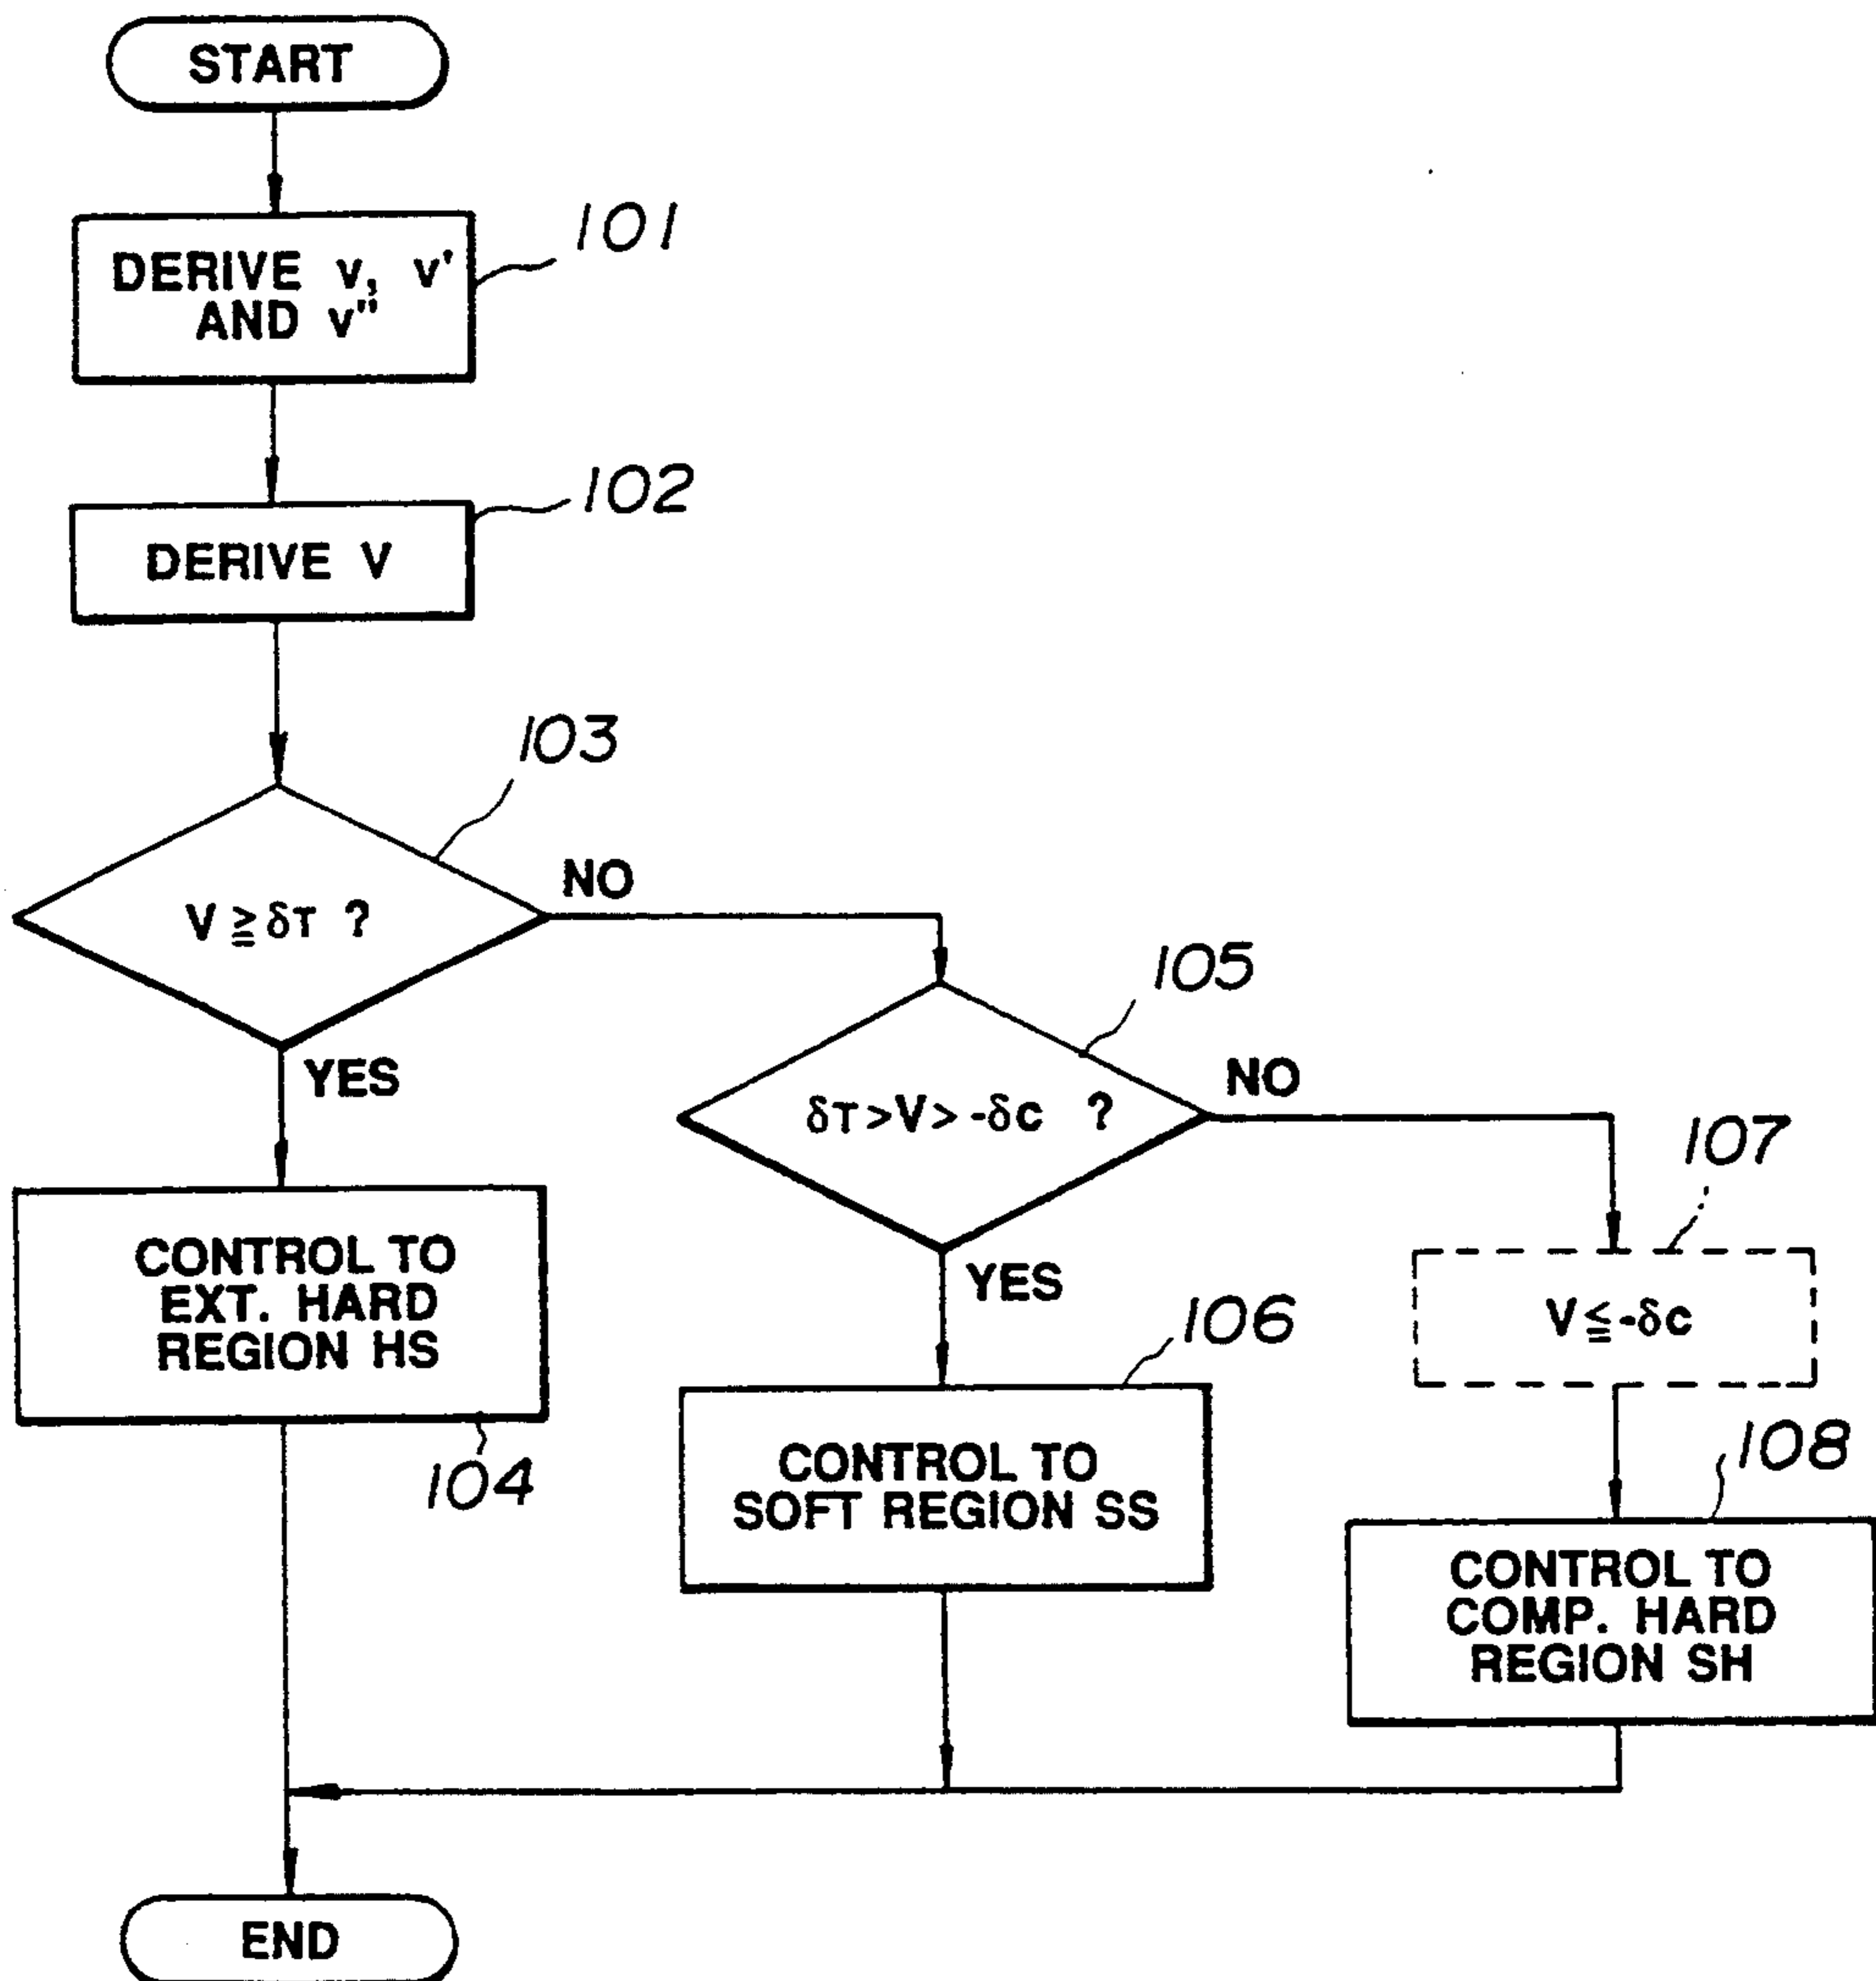 START
DERIVE v, v'
AND v"
101
DERIVE V
102
103
V ≧ δT ?
NO
YES
105
δT>V>-δc ?
NO
YES
107
V≦-δc
CONTROL TO
EXT. HARD
REGION HS
104
106
CONTROL TO
SOFT REGION SS
108
CONTROL TO
COMP. HARD
REGION SH
END